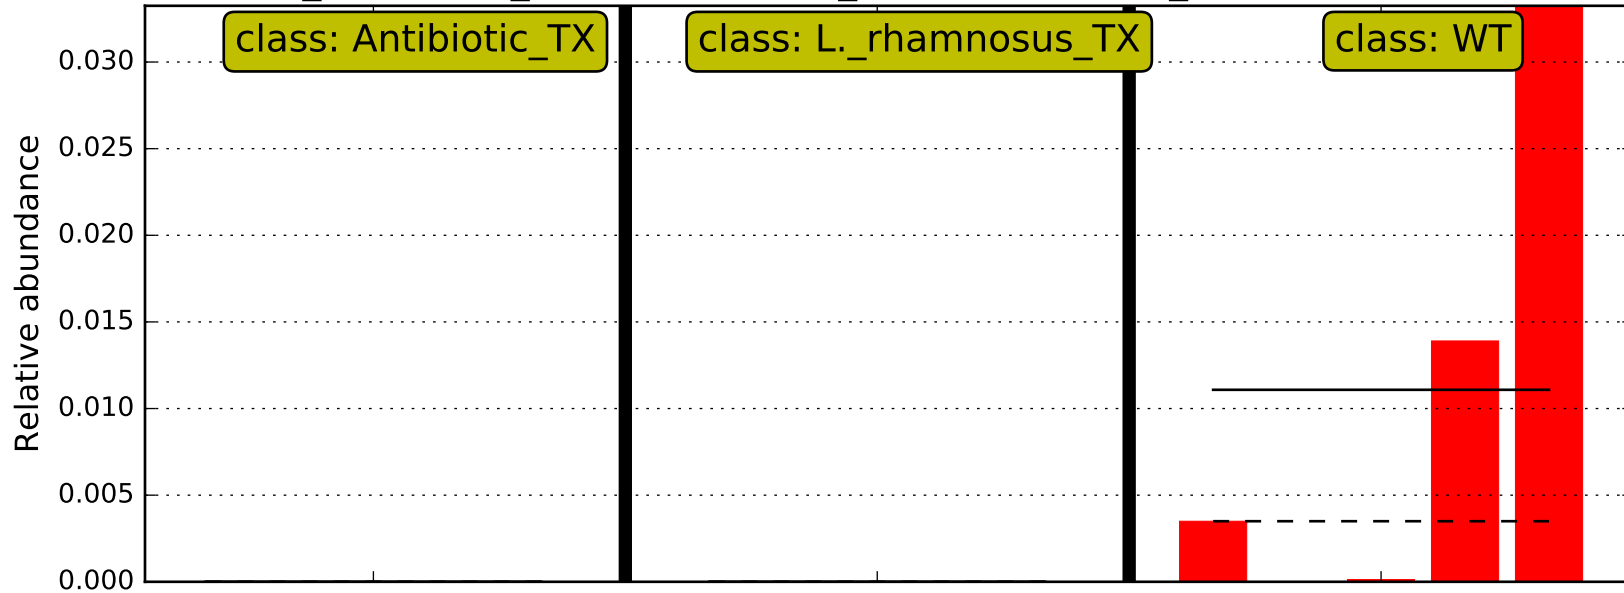 class: Antibiotic_TX
class: L._rhamnosus_TX
class: WT
Relative abundance
0.030
0.025
0.020
0.015
0.010
0.005
0.000